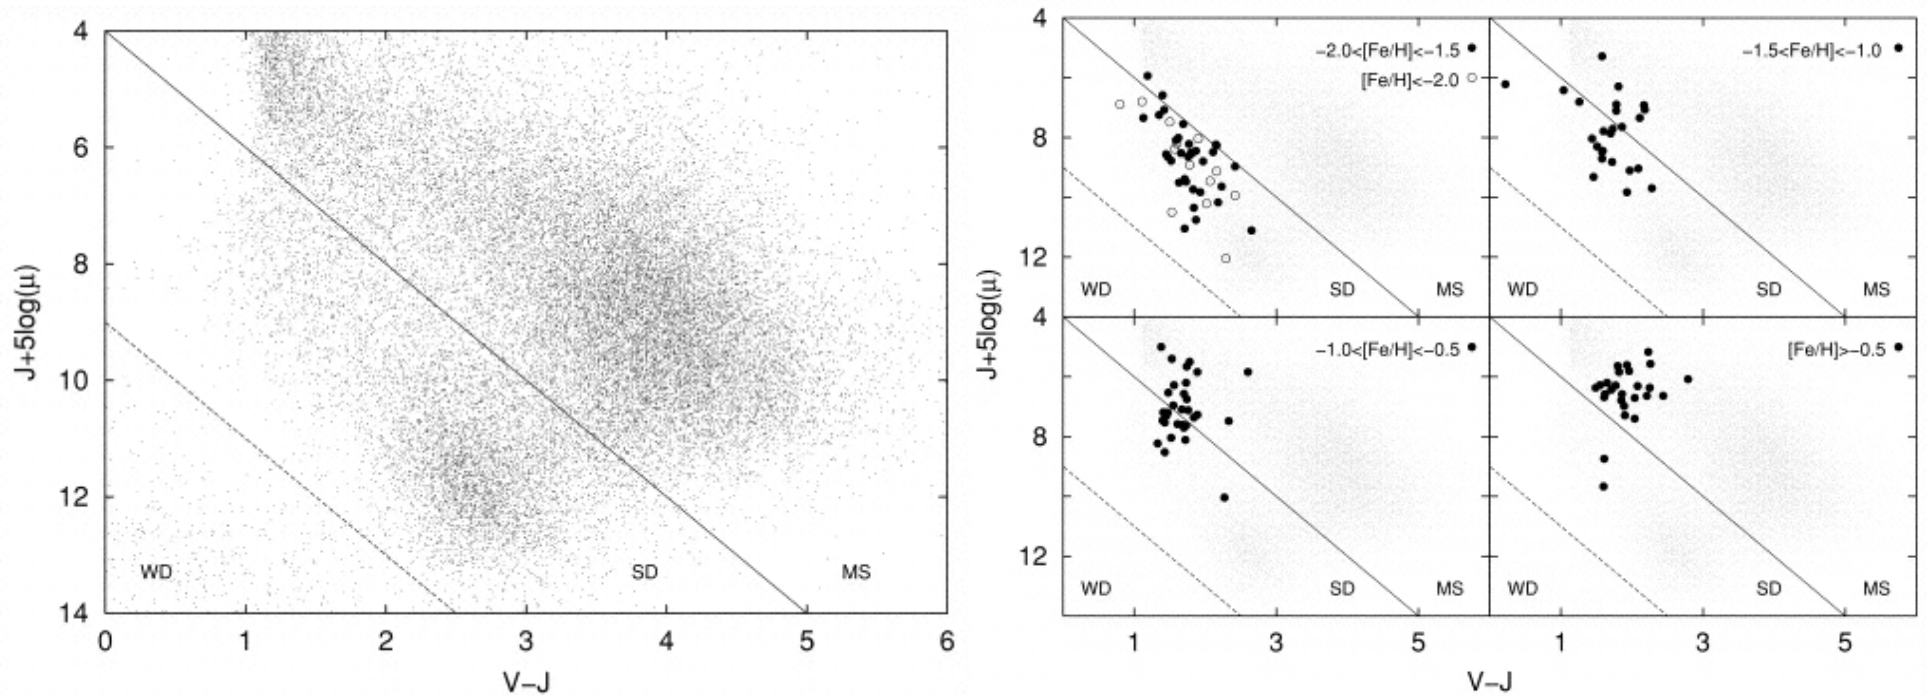 4
6
8
10
12
14
J+5log(μ)
WD
SD
MS
0 1 2 3 4 5 6
V−J
4
8
12
−2.0<[Fe/H]<−1.5
[Fe/H]<−2.0
WD
SD
MS
−1.5<Fe/H]<−1.0
WD
SD
MS
J+5log(μ)
4
8
12
−1.0<[Fe/H]<−0.5
WD
SD
MS
[Fe/H]>−0.5
WD
SD
MS
1 3 5 1 3 5
V−J